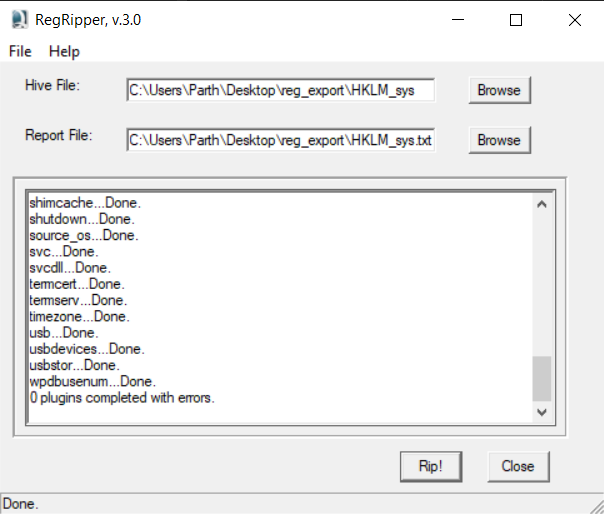 RegRipper, v.3.0
File Help
Hive File: C:\Users\Parth\Desktop\reg_export\HKLM_sys Browse
Report File: C:\Users\Parth\Desktop\reg_export\HKLM_sys.txt Browse
shimcache...Done.
shutdown...Done.
source_os...Done.
svc...Done.
svcdll...Done.
termcert...Done.
termserv...Done.
timezone...Done.
usb...Done.
usbdevices...Done.
usbstor...Done.
wpdbusenum...Done.
0 plugins completed with errors.
Rip! Close
Done.